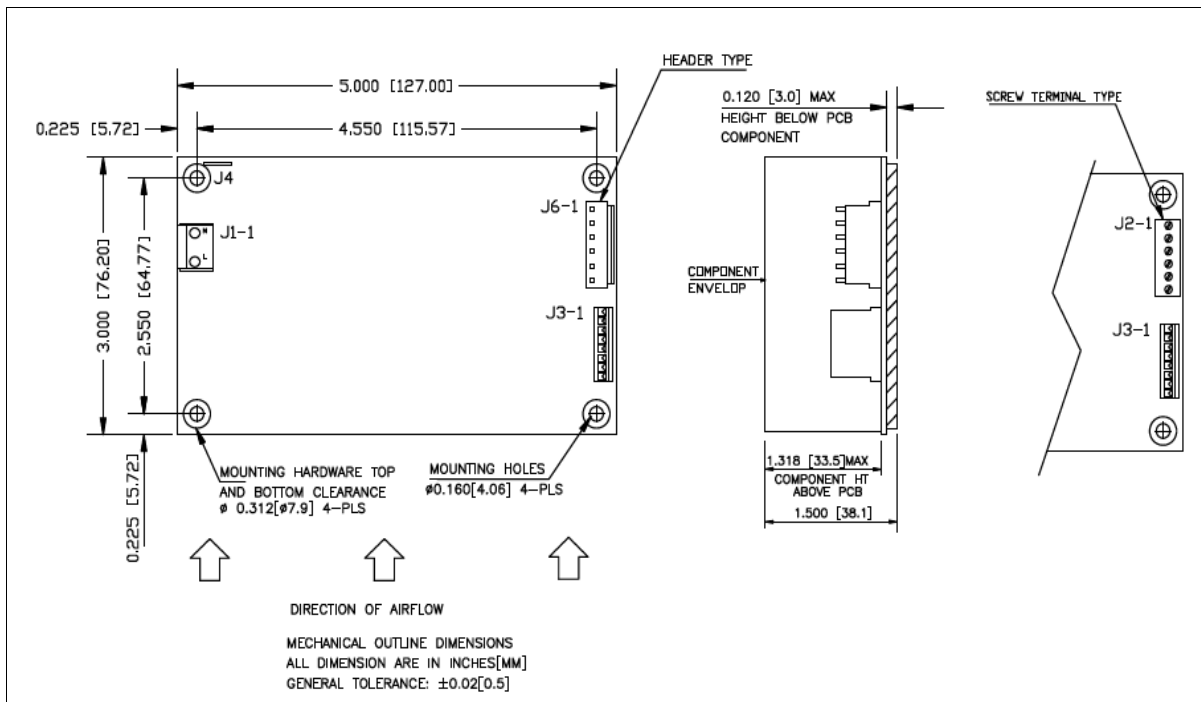 HEADER TYPE
5.000 [127.00]
0.120 [3.0] MAX
HEIGHT BELOW PCB
COMPONENT
SCREW TERMINAL TYPE
0.225 [5.72]
4.550 [115.57]
J4
J1-1
N
L
J6-1
J3-1
3.000 [76.20]
2.550 [64.77]
COMPONENT
ENVELOP
J2-1
J3-1
MOUNTING HARDWARE TOP
AND BOTTOM CLEARANCE
ø 0.312[ø7.9] 4-PLS
MOUNTING HOLES
ø0.160[4.06] 4-PLS
1.318 [33.5]MAX
COMPONENT HT
ABOVE PCB
1.500 [38.1]
0.225 [5.72]
DIRECTION OF AIRFLOW
MECHANICAL OUTLINE DIMENSIONS
ALL DIMENSION ARE IN INCHES[MM]
GENERAL TOLERANCE: ±0.02[0.5]